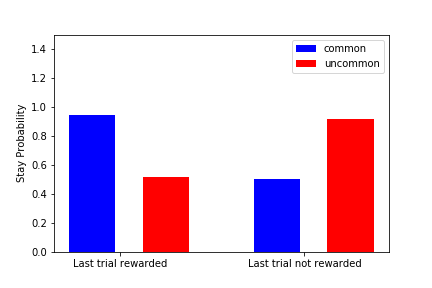 common
uncommon
Stay Probability
1.4
1.2
1.0
0.8
0.6
0.4
0.2
0.0
Last trial rewarded
Last trial not rewarded